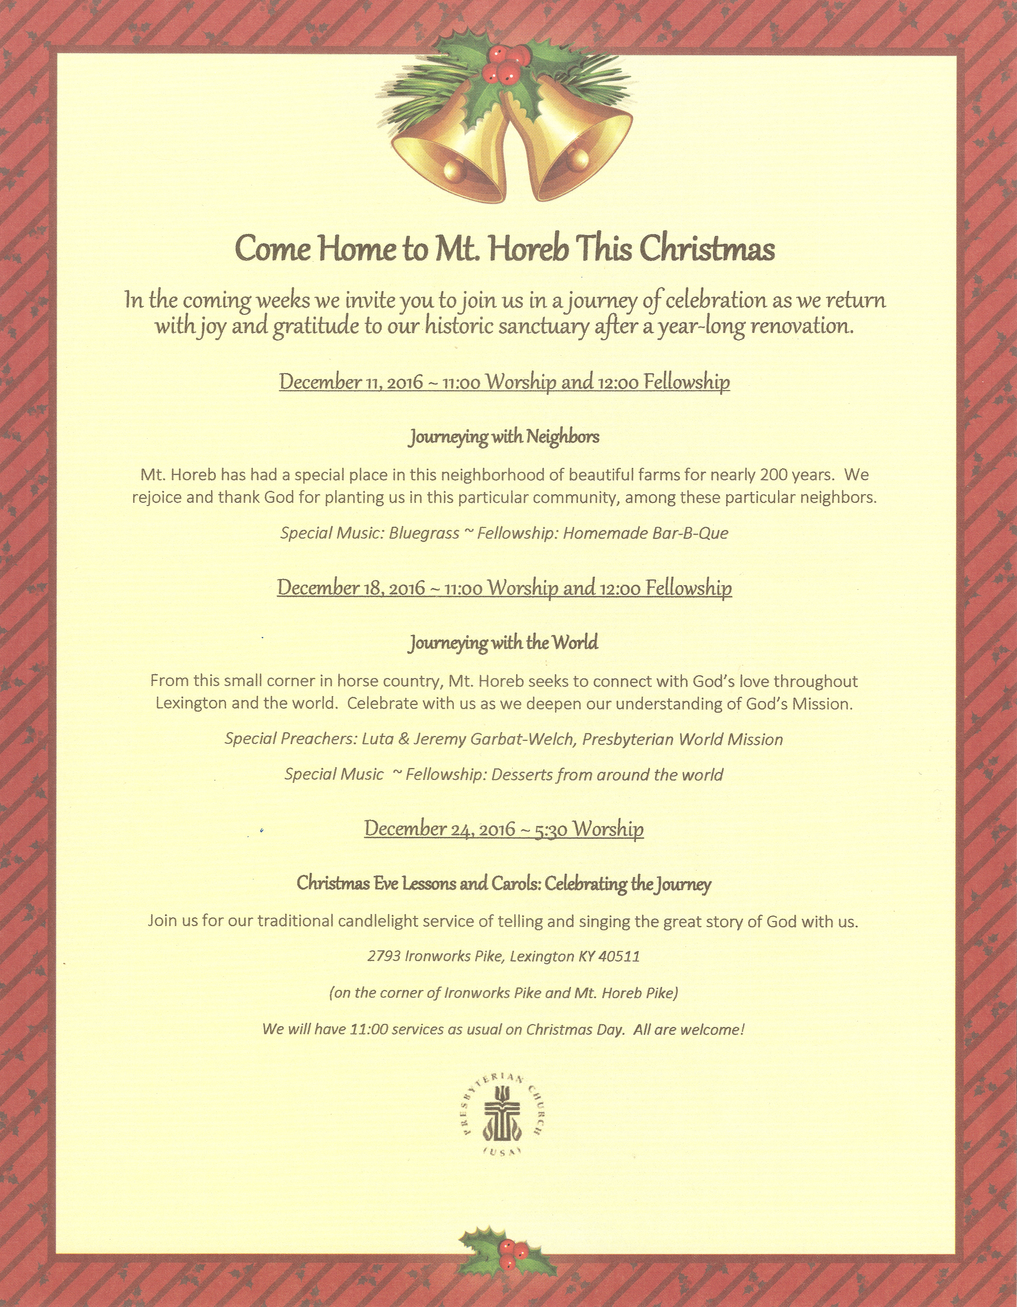 Come Home to Mt. Horeb This Christmas
In the coming weeks we invite you to join us in a journey of celebration as we return
with joy and gratitude to our historic sanctuary after a year-long renovation.
December 11, 2016 ~ 11:00 Worship and 12:00 Fellowship
Journeying with Neighbors
Mt. Horeb has had a special place in this neighborhood of beautiful farms for nearly 200 years.  We
rejoice and thank God for planting us in this particular community, among these particular neighbors.
Special Music: Bluegrass ~ Fellowship: Homemade Bar-B-Que
December 18, 2016 ~ 11:00 Worship and 12:00 Fellowship
Journeying with the World
From this small corner in horse country, Mt. Horeb seeks to connect with God's love throughout
Lexington and the world.  Celebrate with us as we deepen our understanding of God's Mission.
Special Preachers: Luta & Jeremy Garbat-Welch, Presbyterian World Mission
Special Music  ~ Fellowship: Desserts from around the world
December 24, 2016 ~ 5:30 Worship
Christmas Eve Lessons and Carols: Celebrating the Journey
Join us for our traditional candlelight service of telling and singing the great story of God with us.
2793 Ironworks Pike, Lexington KY 40511
(on the corner of Ironworks Pike and Mt. Horeb Pike)
We will have 11:00 services as usual on Christmas Day.  All are welcome!
PRESBYTERIAN CHURCH
(USA)